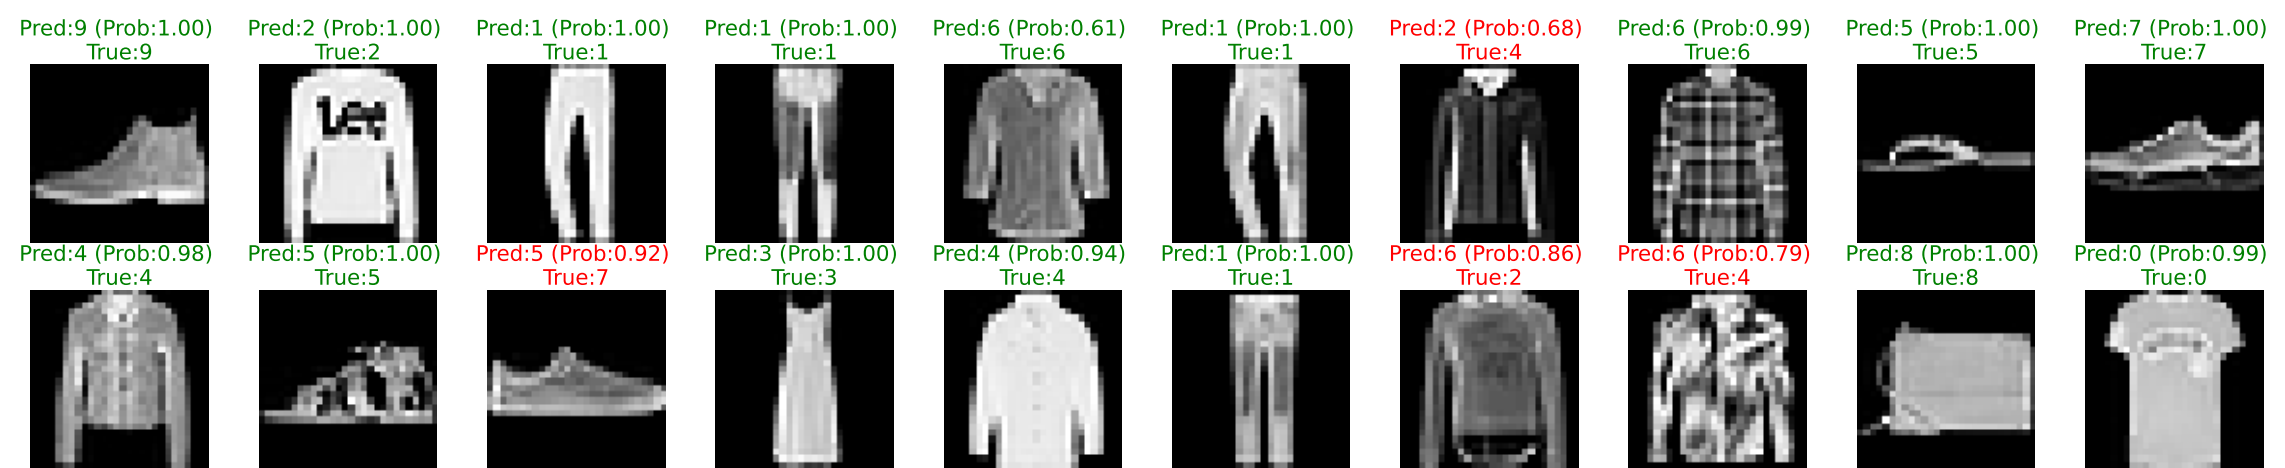 Pred:9 (Prob:1.00)
True:9
Pred:2 (Prob:1.00)
True:2
Pred:1 (Prob:1.00)
True:1
Pred:1 (Prob:1.00)
True:1
Pred:6 (Prob:0.61)
True:6
Pred:1 (Prob:1.00)
True:1
Pred:2 (Prob:0.68)
True:4
Pred:6 (Prob:0.99)
True:6
Pred:5 (Prob:1.00)
True:5
Pred:7 (Prob:1.00)
True:7
Lee
Pred:4 (Prob:0.98)
True:4
Pred:5 (Prob:1.00)
True:5
Pred:5 (Prob:0.92)
True:7
Pred:3 (Prob:1.00)
True:3
Pred:4 (Prob:0.94)
True:4
Pred:1 (Prob:1.00)
True:1
Pred:6 (Prob:0.86)
True:2
Pred:6 (Prob:0.79)
True:4
Pred:8 (Prob:1.00)
True:8
Pred:0 (Prob:0.99)
True:0